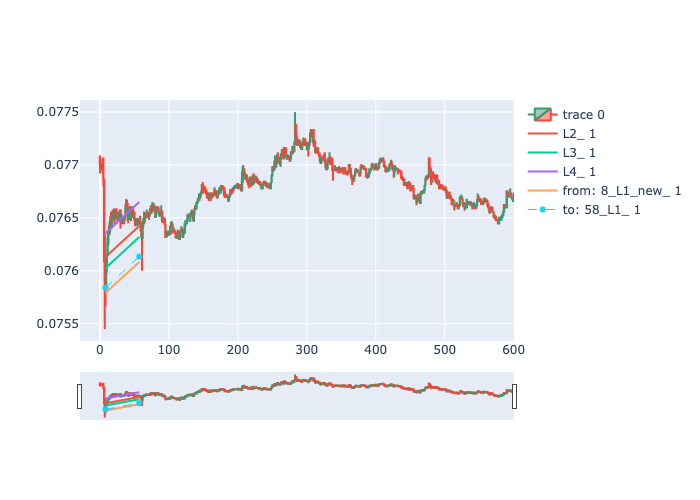 0.0775
0.077
0.0765
0.076
0.0755
0
100
200
300
400
500
600
trace 0
L2_ 1
L3_ 1
L4_ 1
from: 8_L1_new_ 1
to: 58_L1_ 1